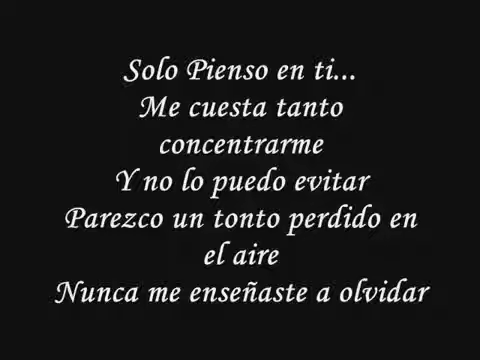 Solo Pienso en ti...
Me cuesta tanto
concentrarme
Y no lo puedo evitar
Parezco un tonto perdido en
el aire
Nunca me enseñaste a olvidar